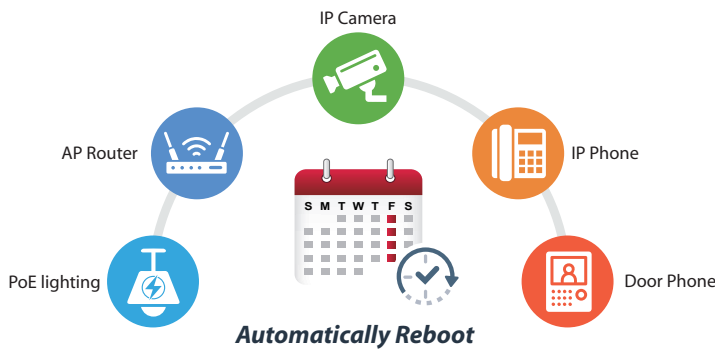 IP Camera
AP Router
IP Phone
S M T W T F S
PoE lighting
Door Phone
Automatically Reboot